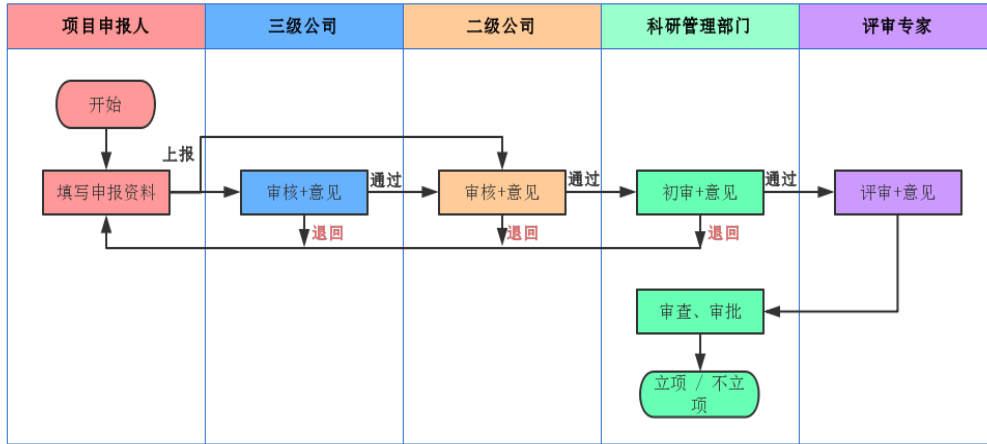 项目申报人
三级公司
二级公司
科研管理部门
评审专家
开始
上报
填写申报资料
审核+意见
通过
审核+意见
通过
初审+意见
通过
评审+意见
退回
退回
退回
审查、审批
立项 / 不立
项